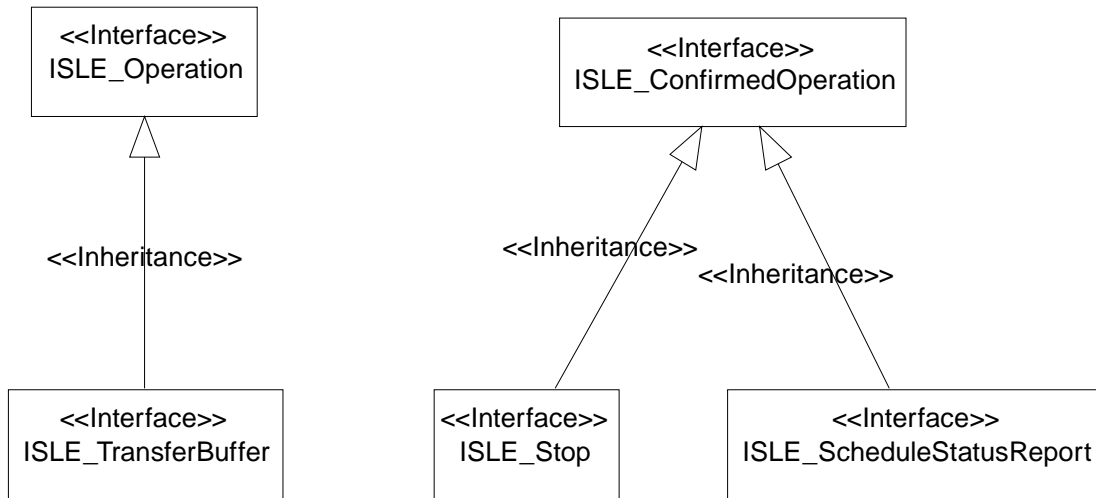 <<Interface>>
ISLE_Operation
<<Interface>>
ISLE_ConfirmedOperation
<<Inheritance>>
<<Inheritance>>
<<Inheritance>>
<<Interface>>
ISLE_TransferBuffer
<<Interface>>
ISLE_Stop
<<Interface>>
ISLE_ScheduleStatusReport